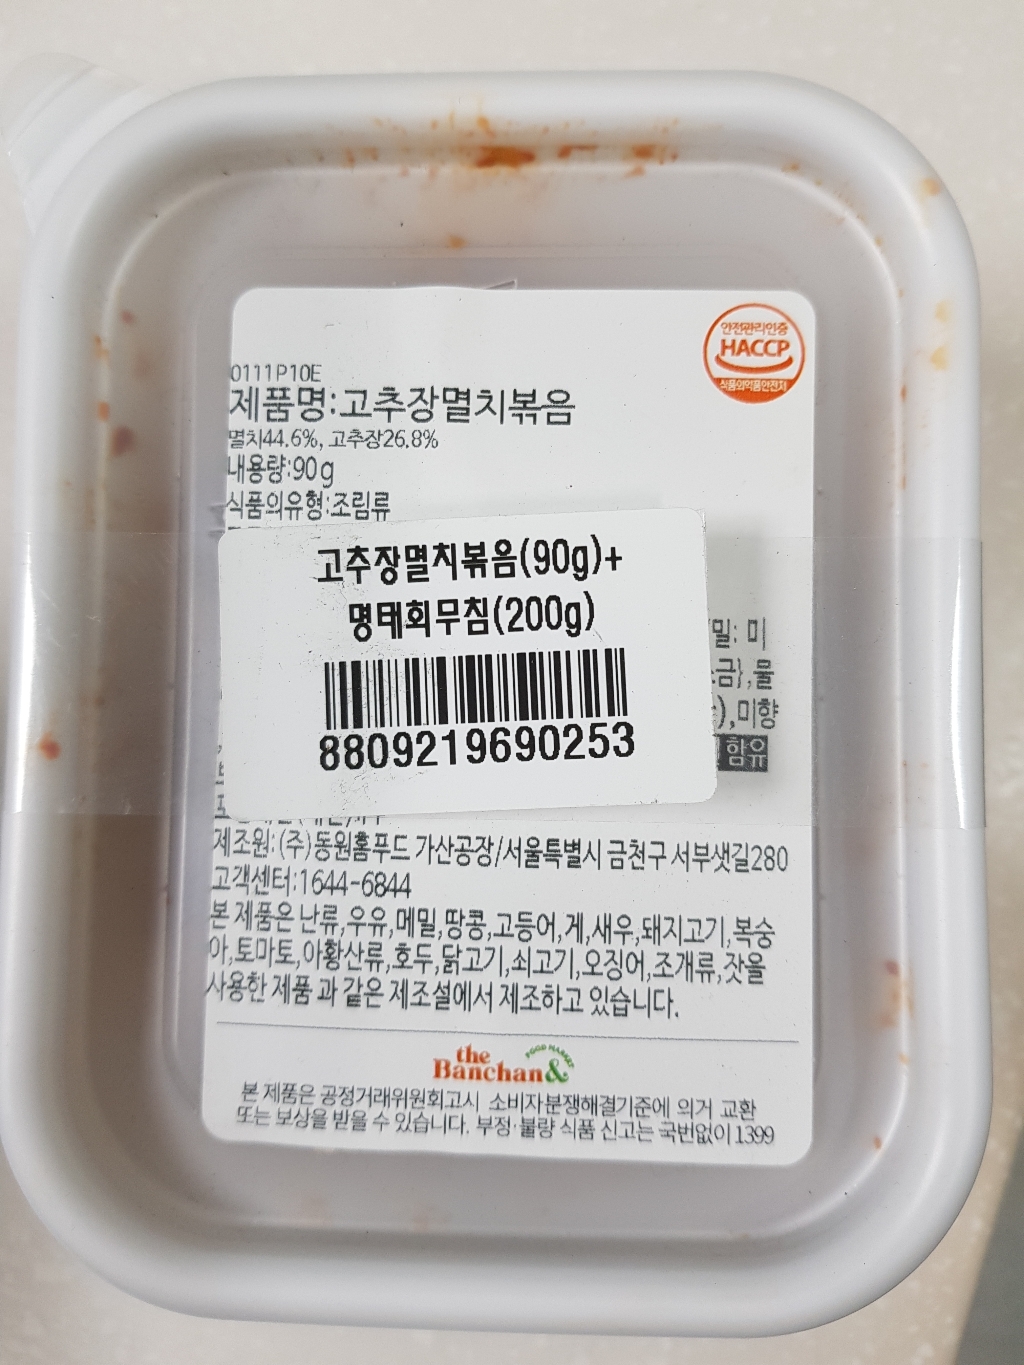 안전관리인증
HACCP
식품의약품안전처
0111P10E
제품명:고추장멸치볶음
멸치44.6%, 고추장26.8%
내용량:90g
식품의유형:조림류
고추장멸치볶음(90g)+
명태회무침(200g)
8809219690253
밀: 미
금},물
),미향
함유
제조원:(주)동원홈푸드 가산공장/서울특별시 금천구 서부샛길280
고객센터:1644-6844
본 제품은 난류,우유,메밀,땅콩,고등어,게,새우,돼지고기,복숭
아,토마토,아황산류,호두,닭고기,쇠고기,오징어,조개류,잣을
사용한 제품 과 같은 제조설에서 제조하고 있습니다.
the
Banchan&
FOOD MARKET
본 제품은 공정거래위원회고시 소비자분쟁해결기준에 의거 교환
또는 보상을 받을 수 있습니다. 부정·불량 식품 신고는 국번없이 1399